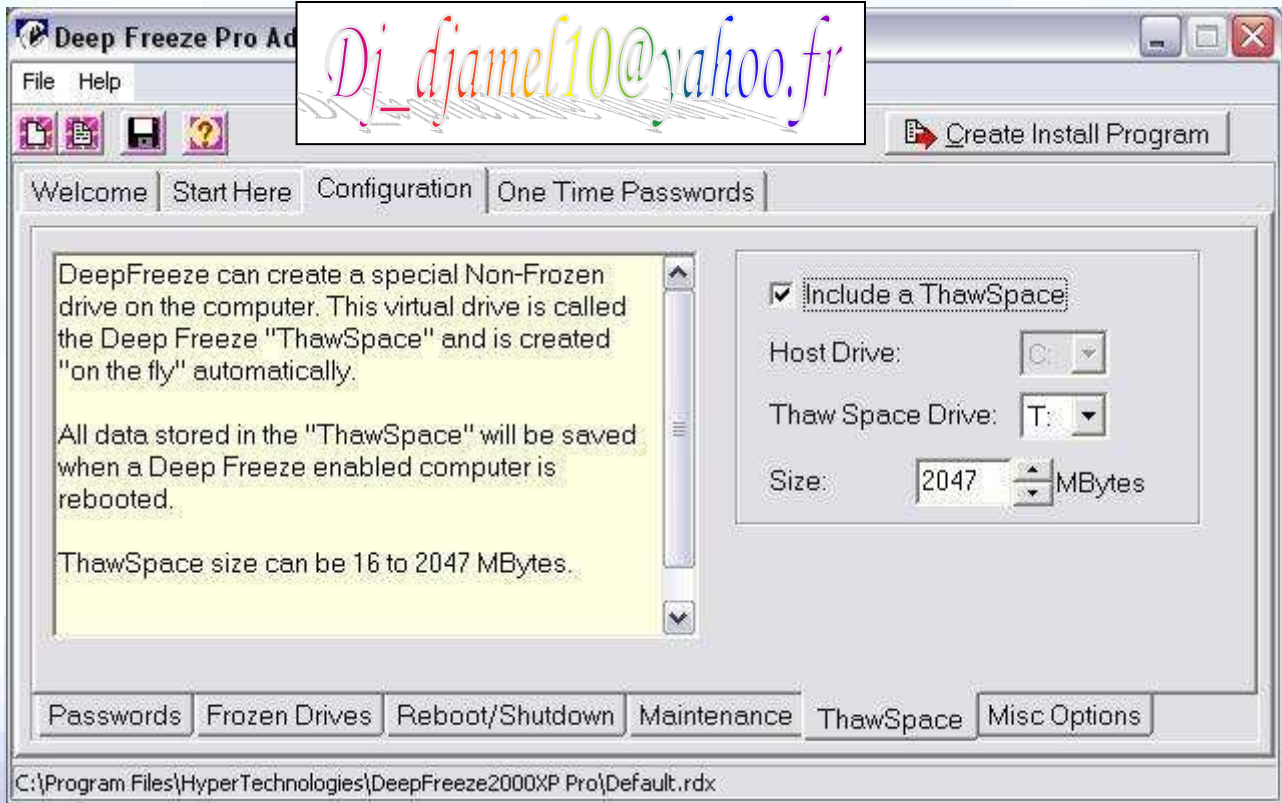 Deep Freeze Pro Ad
Dj_djamel10@yahoo.fr
File Help
Create Install Program
Welcome Start Here Configuration One Time Passwords
DeepFreeze can create a special Non-Frozen
drive on the computer. This virtual drive is called
the Deep Freeze "ThawSpace" and is created
"on the fly" automatically.
All data stored in the "ThawSpace" will be saved
when a Deep Freeze enabled computer is
rebooted.
ThawSpace size can be 16 to 2047 MBytes.
Include a ThawSpace
Host Drive: C:
Thaw Space Drive: T:
Size: 2047 MBytes
Passwords Frozen Drives Reboot/Shutdown Maintenance ThawSpace Misc Options
C:\Program Files\HyperTechnologies\DeepFreeze2000XP Pro\Default.rdx